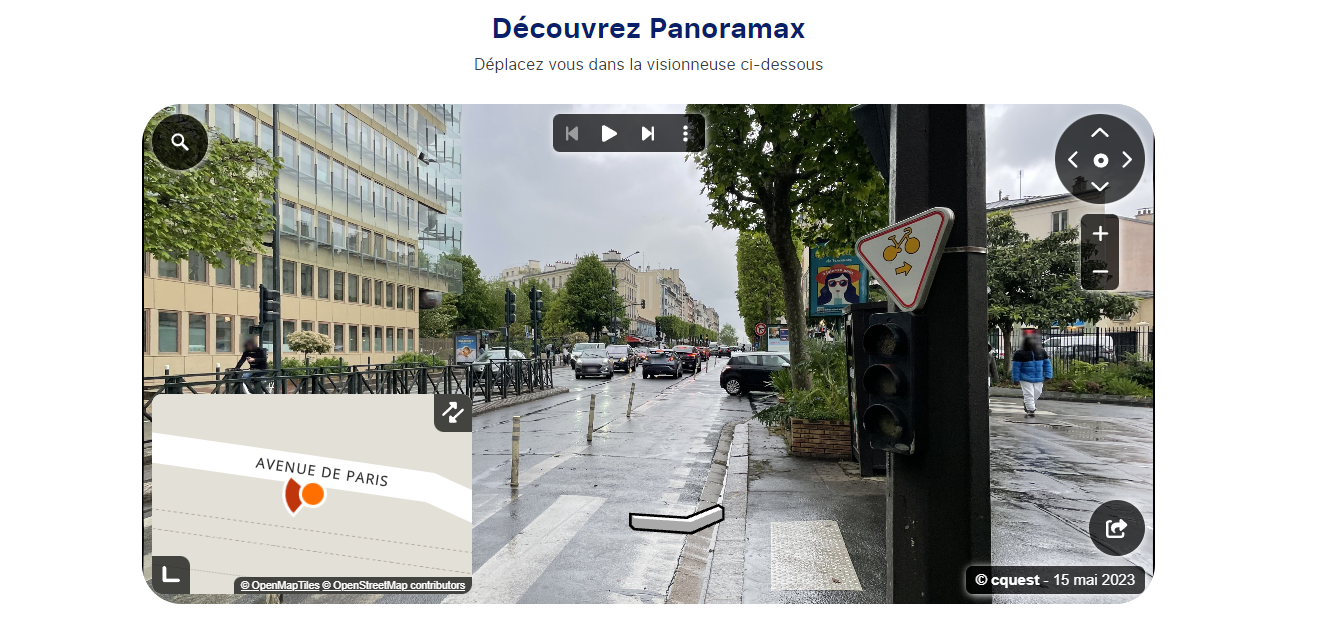 Découvrez Panoramax
Déplacez vous dans la visionneuse ci-dessous
AVENUE DE PARIS
© OpenMapTiles © OpenStreetMap contributors
© cquest - 15 mai 2023